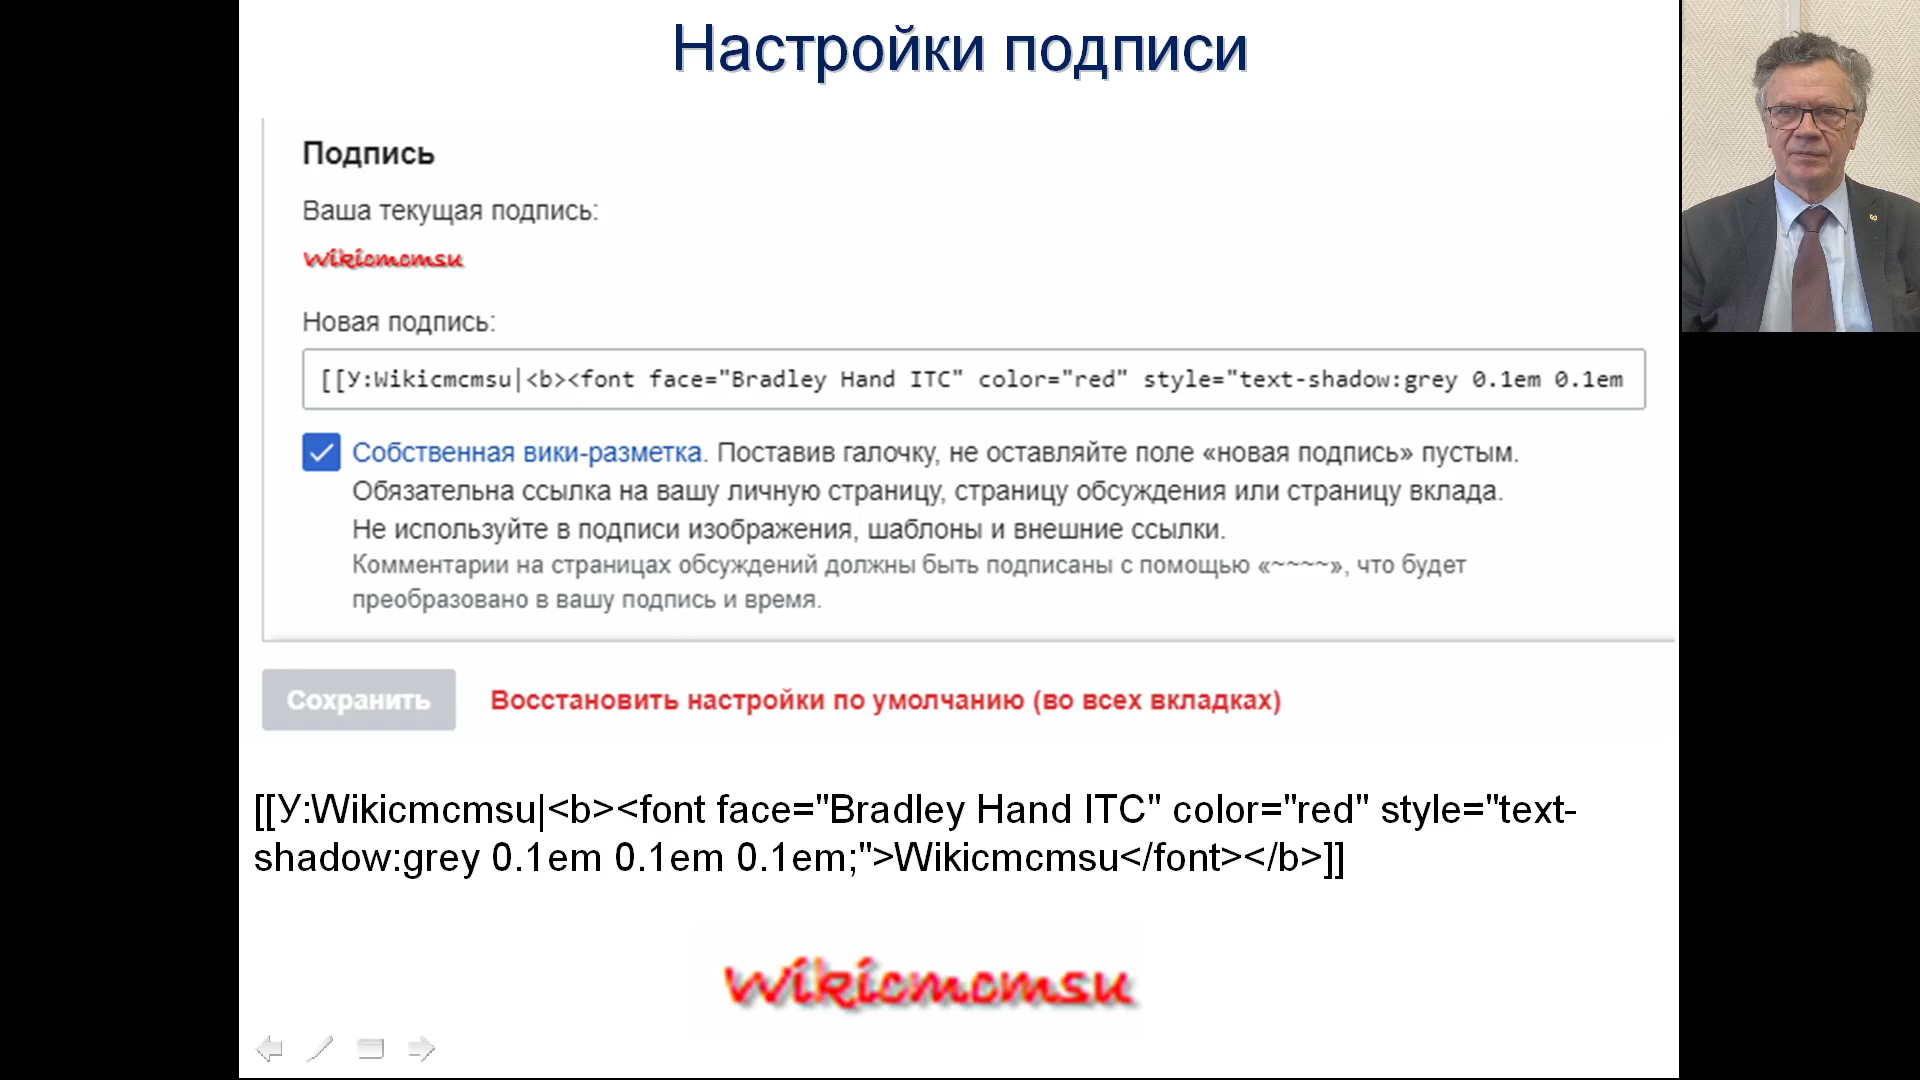 Настройки подписи
Подпись
Ваша текущая подпись:
Wikicmcmsu
Новая подпись:
[[У:Wikicmcmsu|<b><font face="Bradley Hand ITC" color="red" style="text-shadow:grey 0.1em 0.1em
Собственная вики-разметка. Поставив галочку, не оставляйте поле «новая подпись» пустым.
Обязательна ссылка на вашу личную страницу, страницу обсуждения или страницу вклада.
Не используйте в подписи изображения, шаблоны и внешние ссылки.
Комментарии на страницах обсуждений должны быть подписаны с помощью «~~~~», что будет
преобразовано в вашу подпись и время.
Сохранить Восстановить настройки по умолчанию (во всех вкладках)
[[У:Wikicmcmsu|<b><font face="Bradley Hand ITC" color="red" style="text-
shadow:grey 0.1em 0.1em 0.1em;">Wikicmcmsu</font></b>]]
Wikicmcmsu